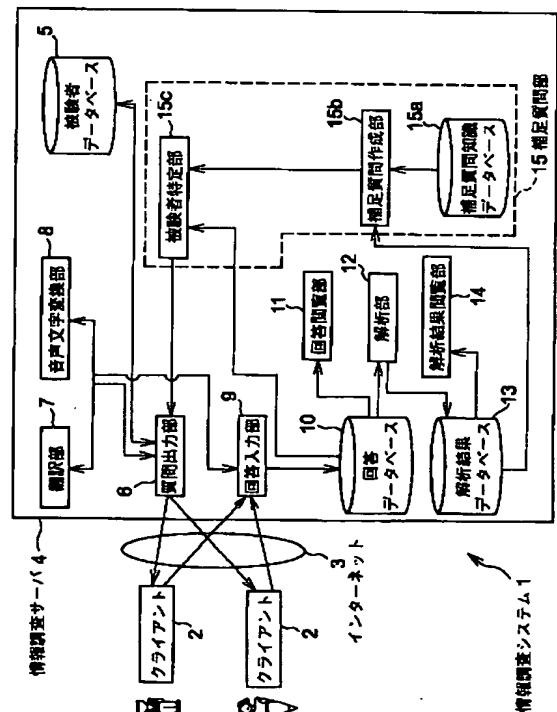 情報調査サーバ4
翻訳部
7
音声文字変換部
8
被験者
データベース
5
質問出力部
6
回答入力部
9
被験者特定部
15c
補足質問作成部
15b
補足質問知識
データベース
15a
15 補足質問部
クライアント
2
クライアント
2
3
インターネット
回答
データベース
10
回答閲覧部
11
解析部
12
解析結果
データベース
13
解析結果閲覧部
14
情報調査システム1